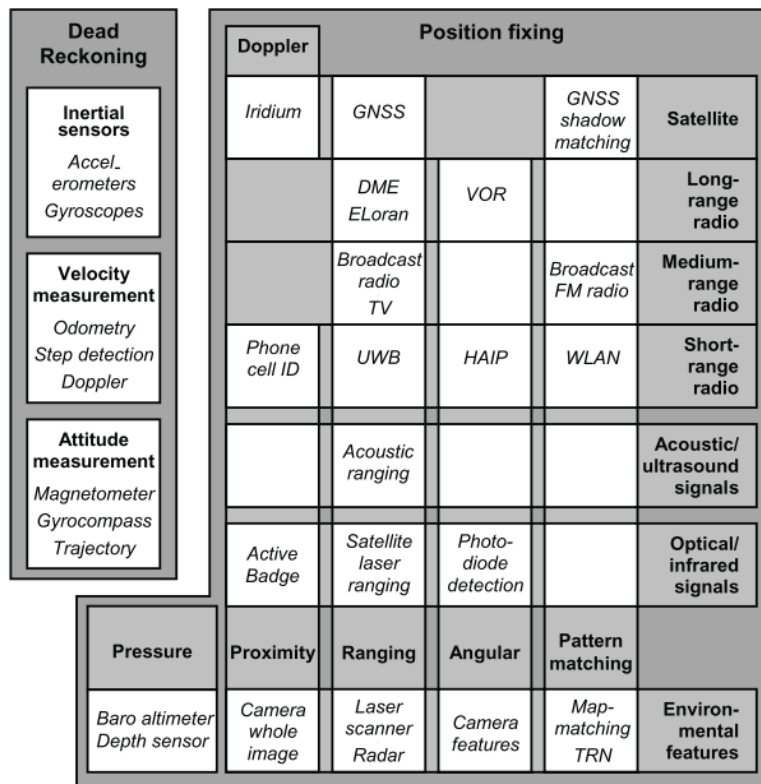 Dead
Reckoning
Inertial
sensors
Accel_
erometers
Gyroscopes
Velocity
measurement
Odometry
Step detection
Doppler
Attitude
measurement
Magnetometer
Gyrocompass
Trajectory
Position fixing
Doppler
Iridium
GNSS
GNSS
shadow
matching
Satellite
DME
ELoran
VOR
Long-
range
radio
Broadcast
radio
TV
Broadcast
FM radio
Medium-
range
radio
Phone
cell ID
UWB
HAIP
WLAN
Short-
range
radio
Acoustic
ranging
Acoustic/
ultrasound
signals
Active
Badge
Satellite
laser
ranging
Photo-
diode
detection
Optical/
infrared
signals
Pressure
Proximity
Ranging
Angular
Pattern
matching
Baro altimeter
Depth sensor
Camera
whole
image
Laser
scanner
Radar
Camera
features
Map-
matching
TRN
Environ-
mental
features